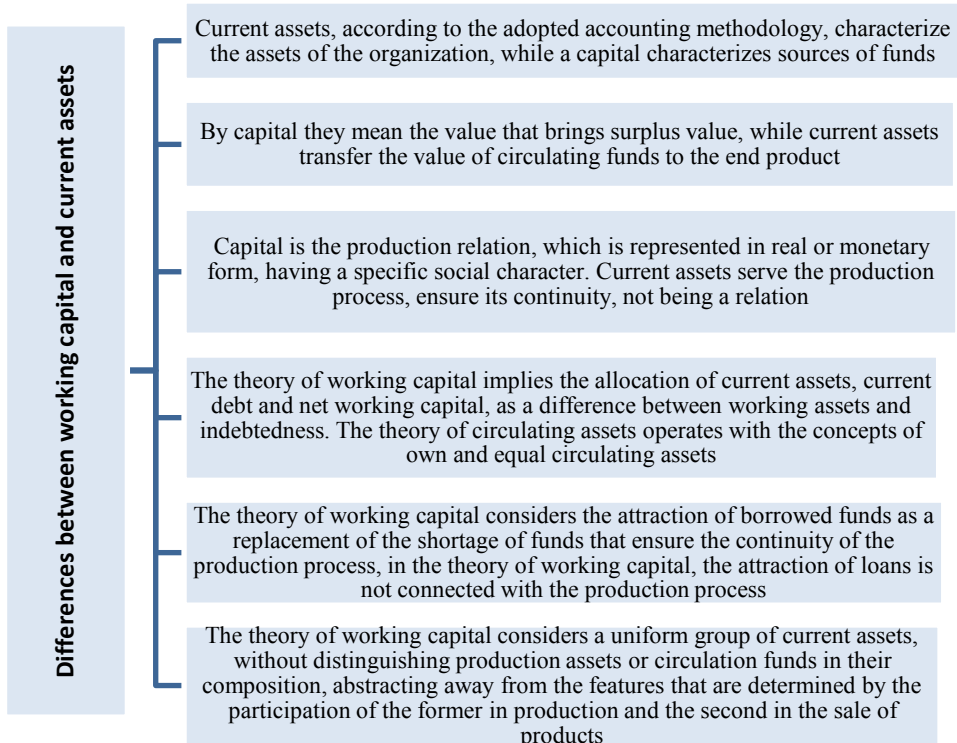 Differences between working capital and current assets
Current assets, according to the adopted accounting methodology, characterize
the assets of the organization, while a capital characterizes sources of funds
By capital they mean the value that brings surplus value, while current assets
transfer the value of circulating funds to the end product
Capital is the production relation, which is represented in real or monetary
form, having a specific social character. Current assets serve the production
process, ensure its continuity, not being a relation
The theory of working capital implies the allocation of current assets, current
debt and net working capital, as a difference between working assets and
indebtedness. The theory of circulating assets operates with the concepts of
own and equal circulating assets
The theory of working capital considers the attraction of borrowed funds as a
replacement of the shortage of funds that ensure the continuity of the
production process, in the theory of working capital, the attraction of loans is
not connected with the production process
The theory of working capital considers a uniform group of current assets,
without distinguishing production assets or circulation funds in their
composition, abstracting away from the features that are determined by the
participation of the former in production and the second in the sale of
products